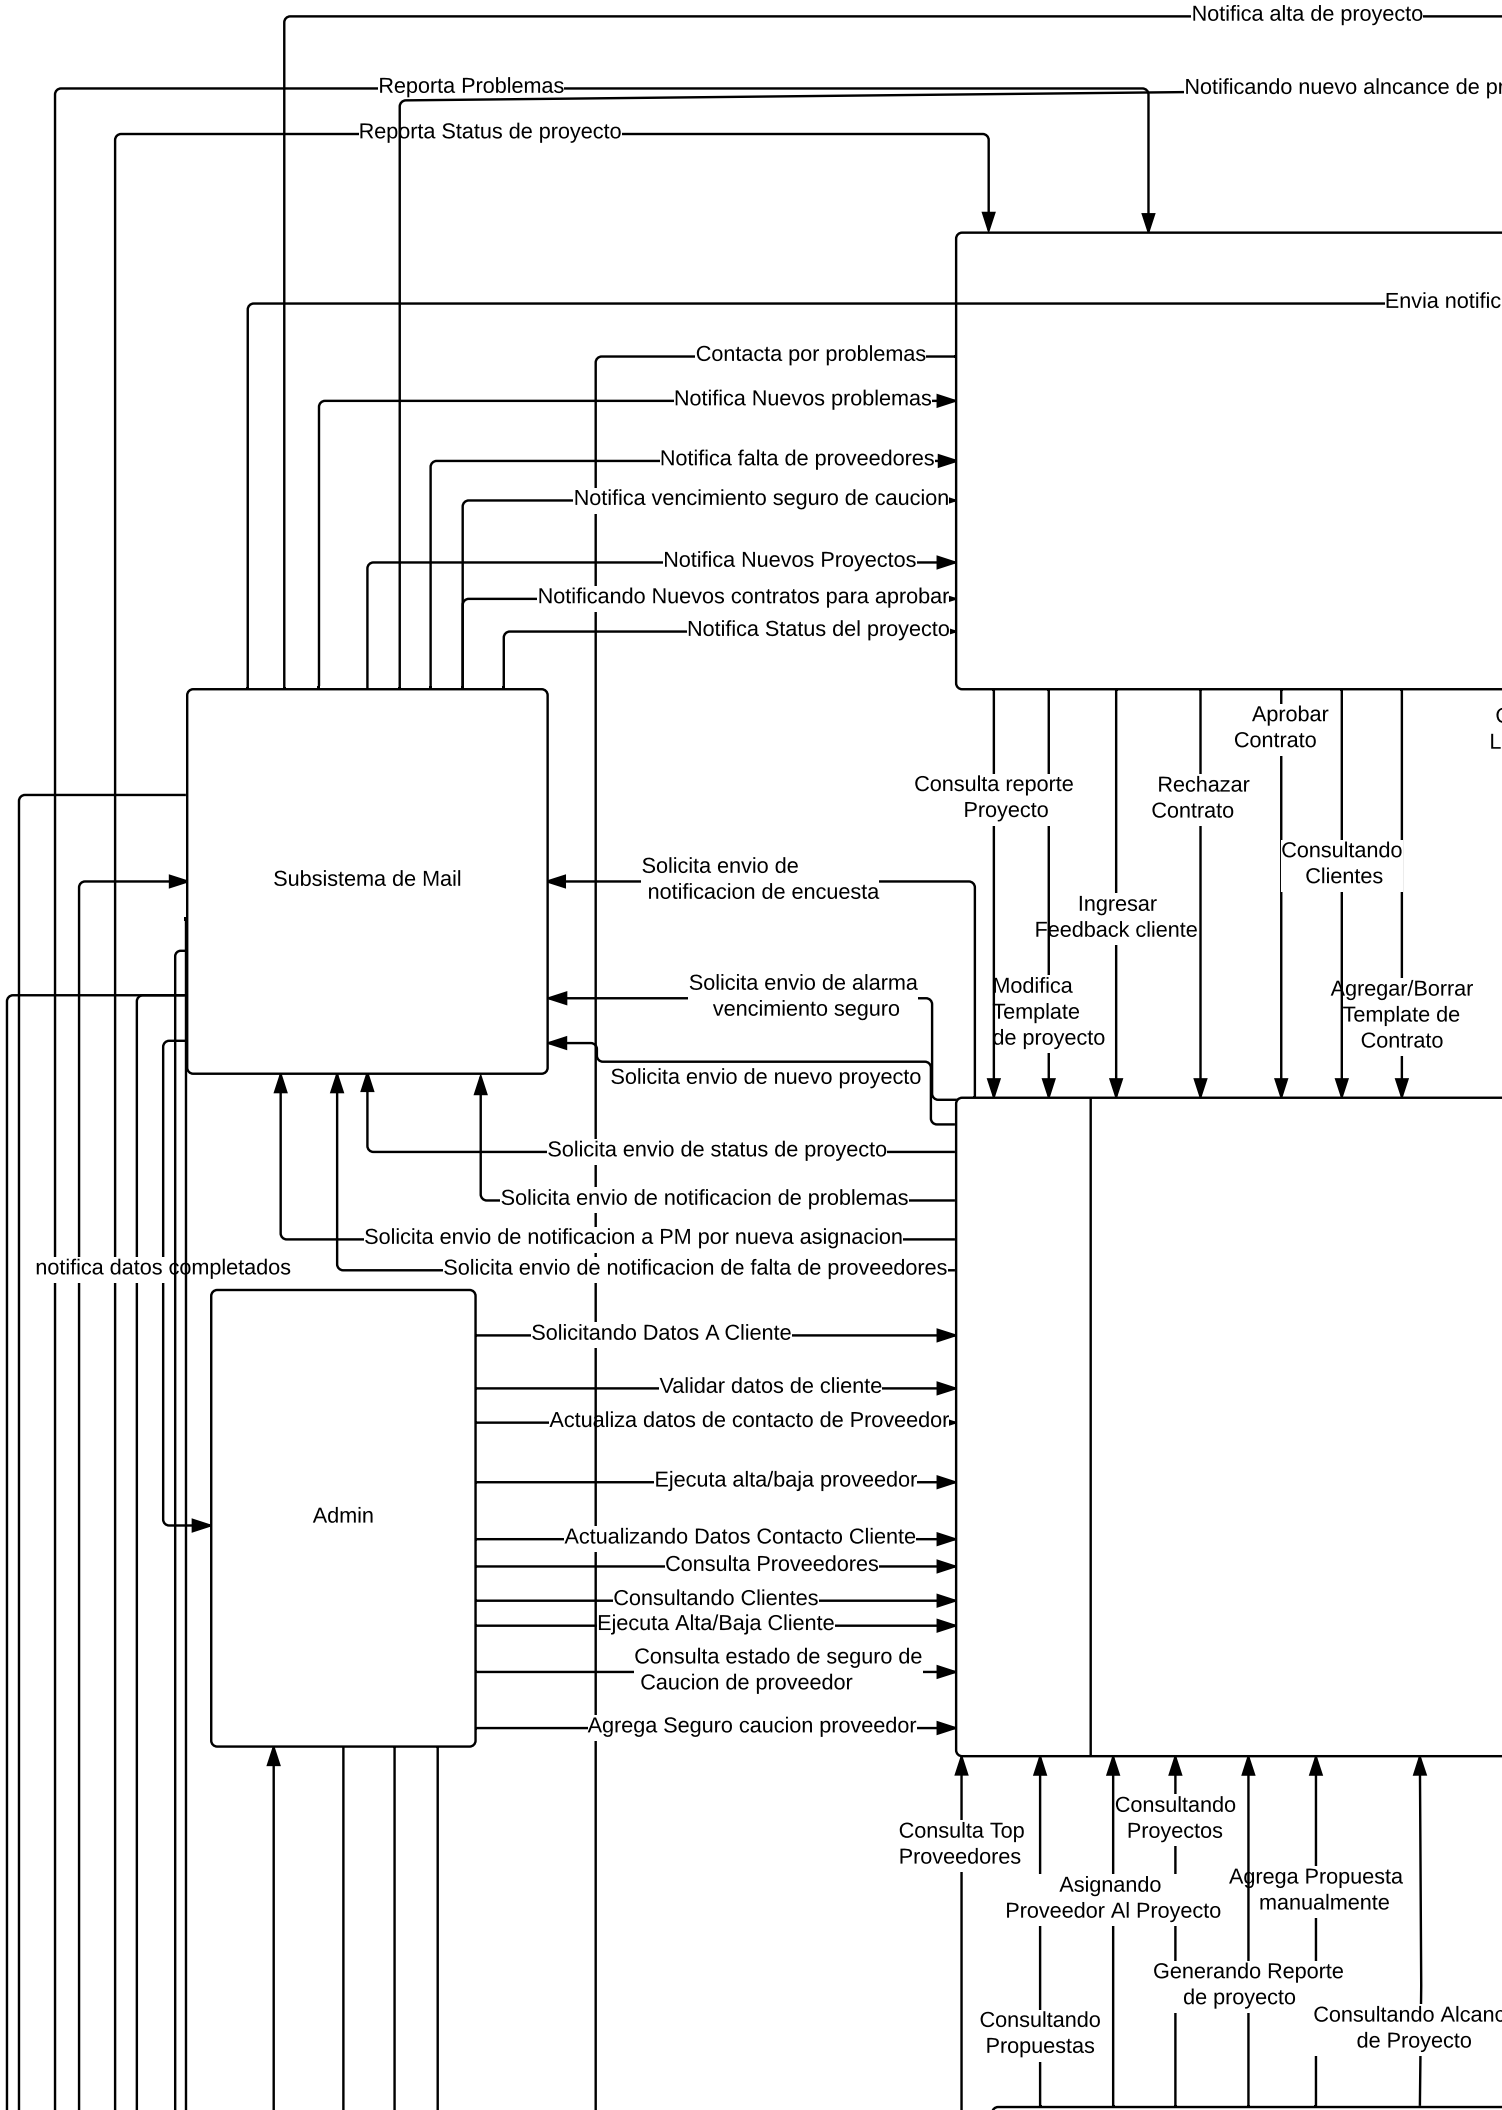 Notifica alta de proyecto
Reporta Problemas
Notificando nuevo alncance de pr
Reporta Status de proyecto
Envia notific
Contacta por problemas
Notifica Nuevos problemas
Notifica falta de proveedores
Notifica vencimiento seguro de caucion
Notifica Nuevos Proyectos
Notificando Nuevos contratos para aprobar
Notifica Status del proyecto
Aprobar
Contrato
L
Consulta reporte
Proyecto
Rechazar
Contrato
Consultando
Clientes
Subsistema de Mail
Solicita envio de
notificacion de encuesta
Ingresar
Feedback cliente
Solicita envio de alarma
vencimiento seguro
Modifica
Template
de proyecto
Agregar/Borrar
Template de
Contrato
Solicita envio de nuevo proyecto
Solicita envio de status de proyecto
Solicita envio de notificacion de problemas
Solicita envio de notificacion a PM por nueva asignacion
notifica datos completados
Solicita envio de notificacion de falta de proveedores
Solicitando Datos A Cliente
Validar datos de cliente
Actualiza datos de contacto de Proveedor
Ejecuta alta/baja proveedor
Admin
Actualizando Datos Contacto Cliente
Consulta Proveedores
Consultando Clientes
Ejecuta Alta/Baja Cliente
Consulta estado de seguro de
Caucion de proveedor
Agrega Seguro caucion proveedor
Consultando
Proyectos
Consulta Top
Proveedores
Asignando
Proveedor Al Proyecto
Agrega Propuesta
manualmente
Generando Reporte
de proyecto
Consultando
Propuestas
Consultando Alcanc
de Proyecto